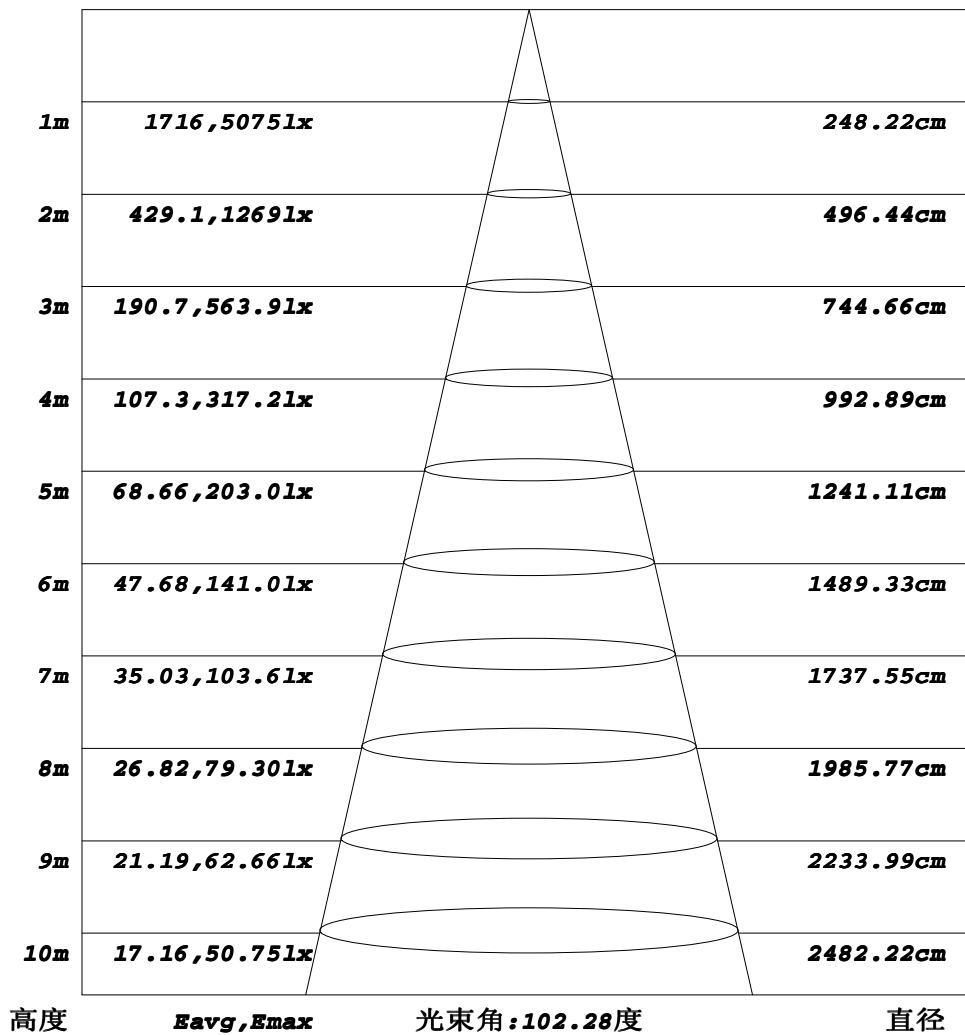 1m 1716,5075lx 248.22cm
2m 429.1,1269lx 496.44cm
3m 190.7,563.9lx 744.66cm
4m 107.3,317.2lx 992.89cm
5m 68.66,203.0lx 1241.11cm
6m 47.68,141.0lx 1489.33cm
7m 35.03,103.6lx 1737.55cm
8m 26.82,79.30lx 1985.77cm
9m 21.19,62.66lx 2233.99cm
10m 17.16,50.75lx 2482.22cm
高度 Eavg,Emax 光束角:102.28度 直径